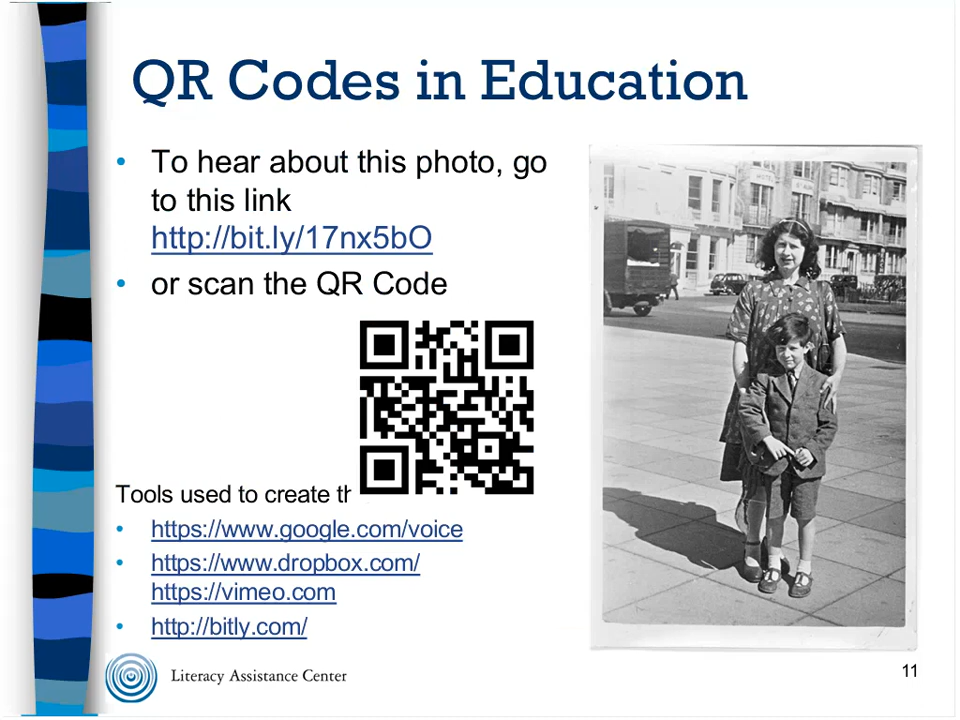 QR Codes in Education
• To hear about this photo, go
to this link
http://bit.ly/17nx5bO
• or scan the QR Code
Tools used to create th
• https://www.google.com/voice
• https://www.dropbox.com/
https://vimeo.com
• http://bitly.com/
Literacy Assistance Center
11
HOTEL